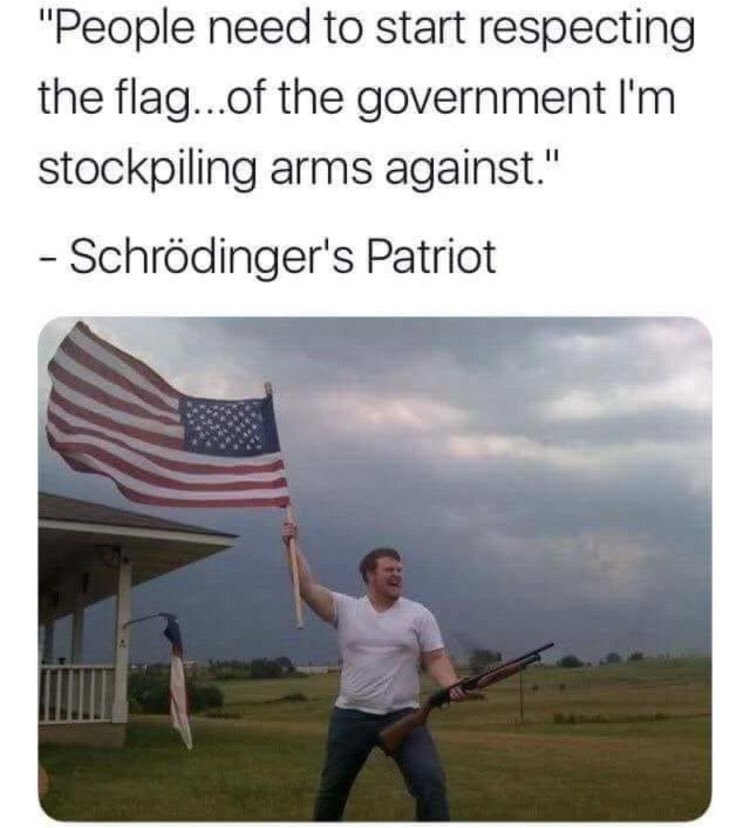 "People need to start respecting
the flag...of the government I'm
stockpiling arms against."
- Schrödinger's Patriot